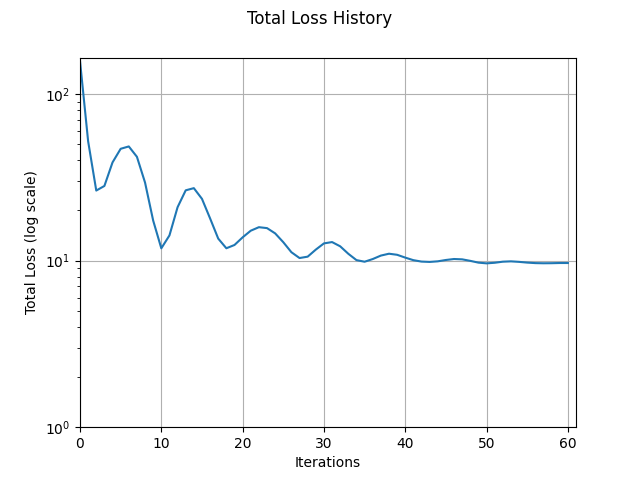 Total Loss History
Total Loss (log scale)
10²
10¹
10⁰
0 10 20 30 40 50 60
Iterations